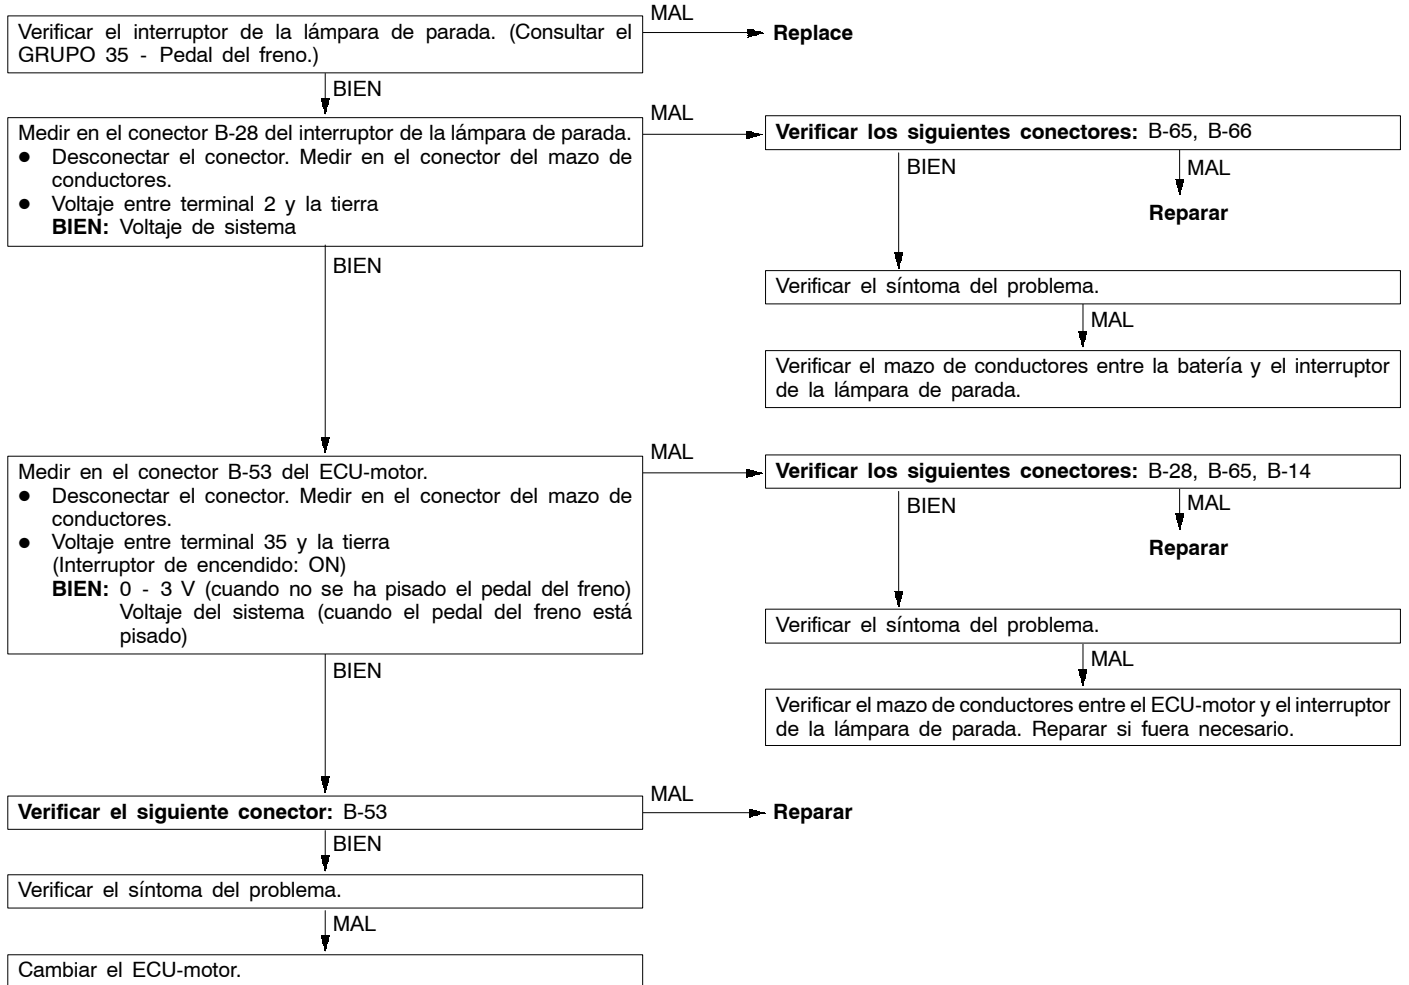 Verificar el interruptor de la lámpara de parada. (Consultar el
GRUPO 35 - Pedal del freno.)
MAL
Replace
BIEN
Medir en el conector B-28 del interruptor de la lámpara de parada.
● Desconectar el conector. Medir en el conector del mazo de
conductores.
● Voltaje entre terminal 2 y la tierra
BIEN: Voltaje de sistema
MAL
Verificar los siguientes conectores: B-65, B-66
BIEN
MAL
Reparar
Verificar el síntoma del problema.
MAL
Verificar el mazo de conductores entre la batería y el interruptor
de la lámpara de parada.
BIEN
Medir en el conector B-53 del ECU-motor.
● Desconectar el conector. Medir en el conector del mazo de
conductores.
● Voltaje entre terminal 35 y la tierra
(Interruptor de encendido: ON)
BIEN: 0 - 3 V (cuando no se ha pisado el pedal del freno)
Voltaje del sistema (cuando el pedal del freno está
pisado)
MAL
Verificar los siguientes conectores: B-28, B-65, B-14
BIEN
MAL
Reparar
Verificar el síntoma del problema.
MAL
Verificar el mazo de conductores entre el ECU-motor y el interruptor
de la lámpara de parada. Reparar si fuera necesario.
BIEN
Verificar el siguiente conector: B-53
MAL
Reparar
BIEN
Verificar el síntoma del problema.
MAL
Cambiar el ECU-motor.